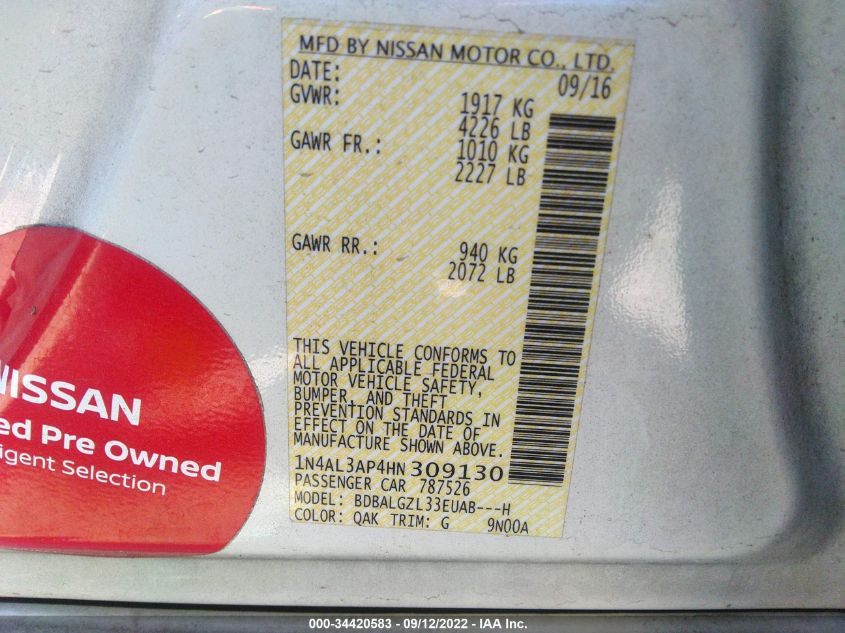 MFD BY NISSAN MOTOR CO., LTD.
DATE: 09/16
GVWR: 1917 KG
4226 LB
GAWR FR.: 1010 KG
2227 LB
GAWR RR.: 940 KG
2072 LB
THIS VEHICLE CONFORMS TO
ALL APPLICABLE FEDERAL
MOTOR VEHICLE SAFETY,
BUMPER, AND THEFT
PREVENTION STANDARDS IN
EFFECT ON THE DATE OF
MANUFACTURE SHOWN ABOVE.
1N4AL3AP4HN309130
PASSENGER CAR 787526
MODEL: BDBALGZL33EUAB---H
COLOR: QAK TRIM: G 9N00A
NISSAN
ed Pre Owned
igent Selection
000-34420583 - 09/12/2022 - IAA Inc.